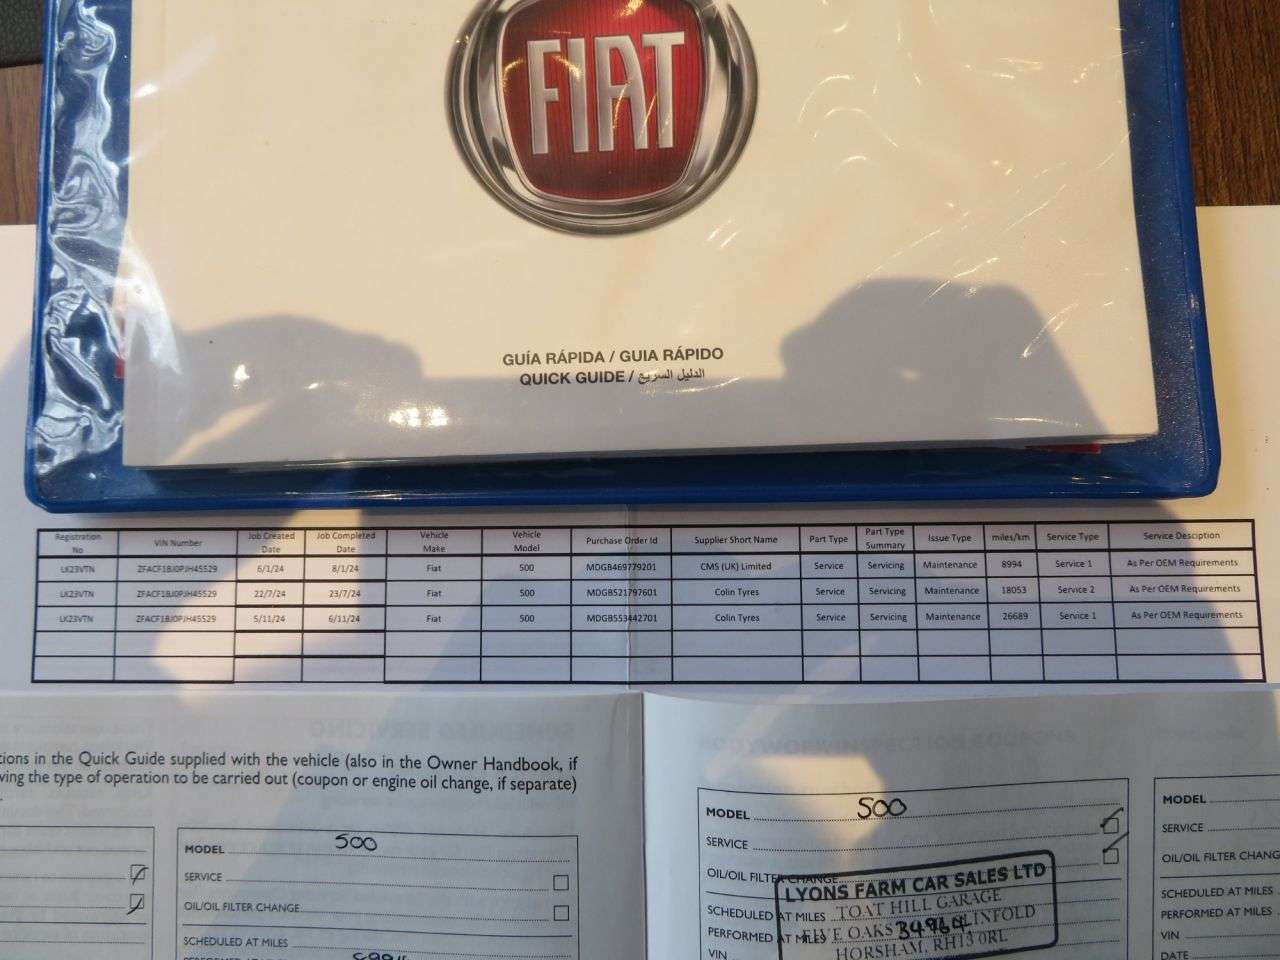 FIAT
GUÍA RÁPIDA / GUIA RÁPIDO
QUICK GUIDE / الدليل السريع
Registration No VIN Number Job Created Date Job Completed Date Vehicle Make Vehicle Model Purchase Order Id Supplier Short Name Part Type Part Type Summary Issue Type miles/km Service Type Service Desciption
LK23VTN ZFACF1BJ0PJH45529 6/1/24 8/1/24 Fiat 500 MDGB469779201 CMS (UK) Limited Service Servicing Maintenance 8994 Service 1 As Per OEM Requirements
LK23VTN ZFACF1BJ0PJH45529 22/7/24 23/7/24 Fiat 500 MDGB521797601 Colin Tyres Service Servicing Maintenance 18053 Service 2 As Per OEM Requirements
LK23VTN ZFACF1BJ0PJH45529 5/11/24 6/11/24 Fiat 500 MDGB553442701 Colin Tyres Service Servicing Maintenance 26689 Service 1 As Per OEM Requirements
tions in the Quick Guide supplied with the vehicle (also in the Owner Handbook, if
wing the type of operation to be carried out (coupon or engine oil change, if separate)
MODEL 500
SERVICE
OIL/OIL FILTER CHANGE
SCHEDULED AT MILES
MODEL 500
SERVICE
OIL/OIL FILTER CHANGE
SCHEDULED AT MILES
PERFORMED AT MILES 34964
VIN
LYONS FARM CAR SALES LTD
TOAT HILL GARAGE
FIVE OAKS SLINFOLD
HORSHAM, RH13 0RL
MODEL
SERVICE
OIL/OIL FILTER CHANG
SCHEDULED AT MILES
PERFORMED AT MILES
VIN
DATE